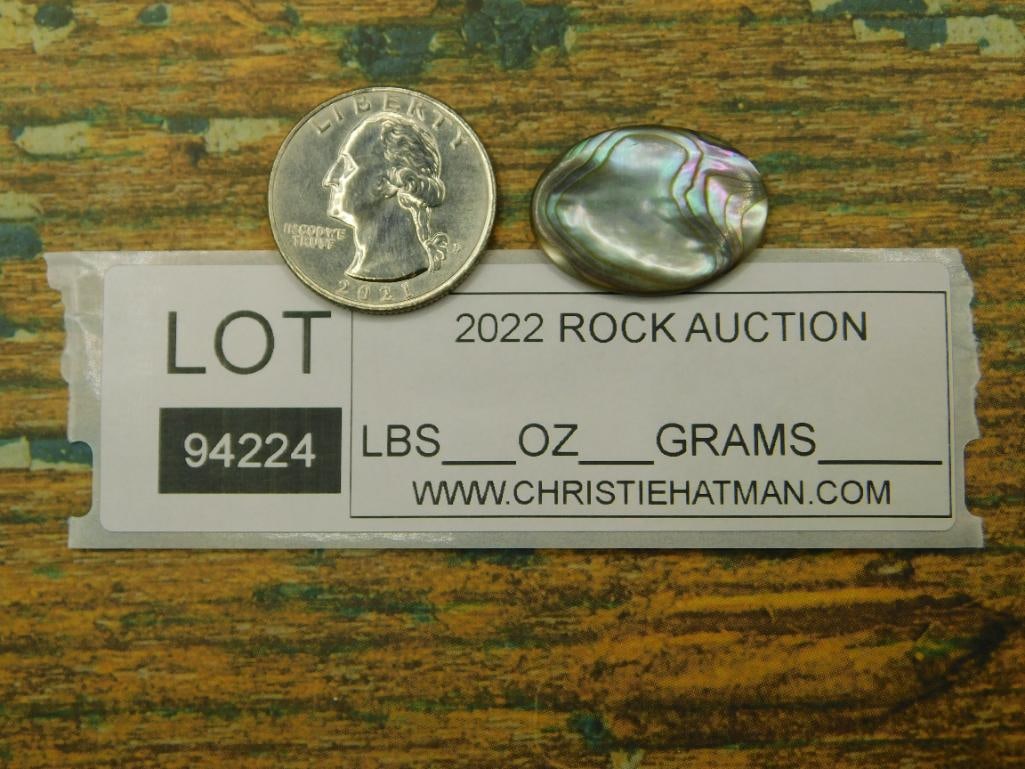 LIBERTY
IN GOD WE
TRUST
P
2021
LOT
94224
2022 ROCK AUCTION
LBS___OZ___GRAMS_____
WWW.CHRISTIEHATMAN.COM